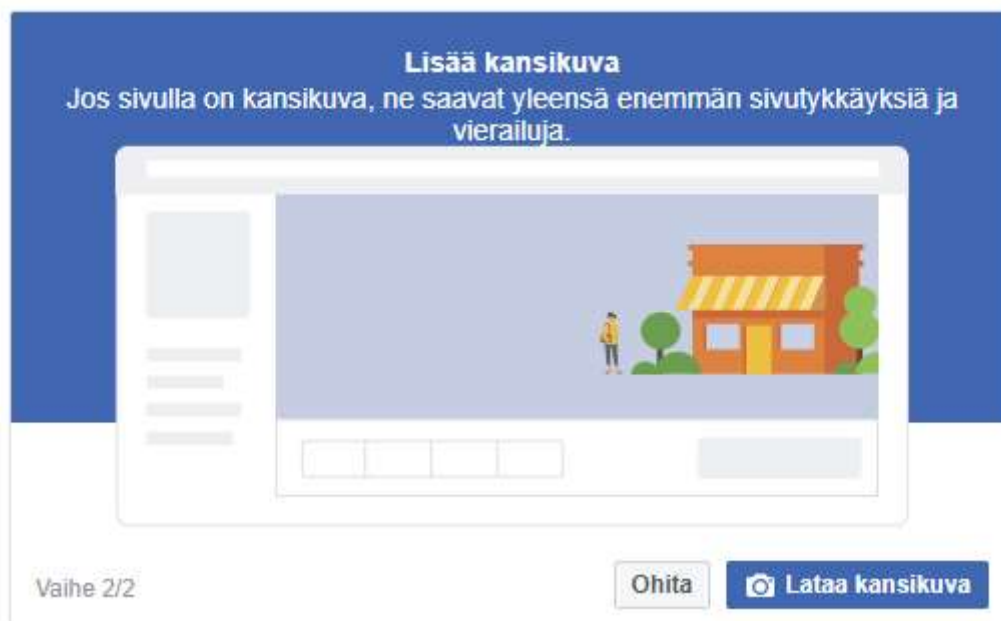 Lisää kansikuva
Jos sivulla on kansikuva, ne saavat yleensä enemmän sivutykkäyksiä ja
vierailuja.
Vaihe 2/2
Ohita
Lataa kansikuva